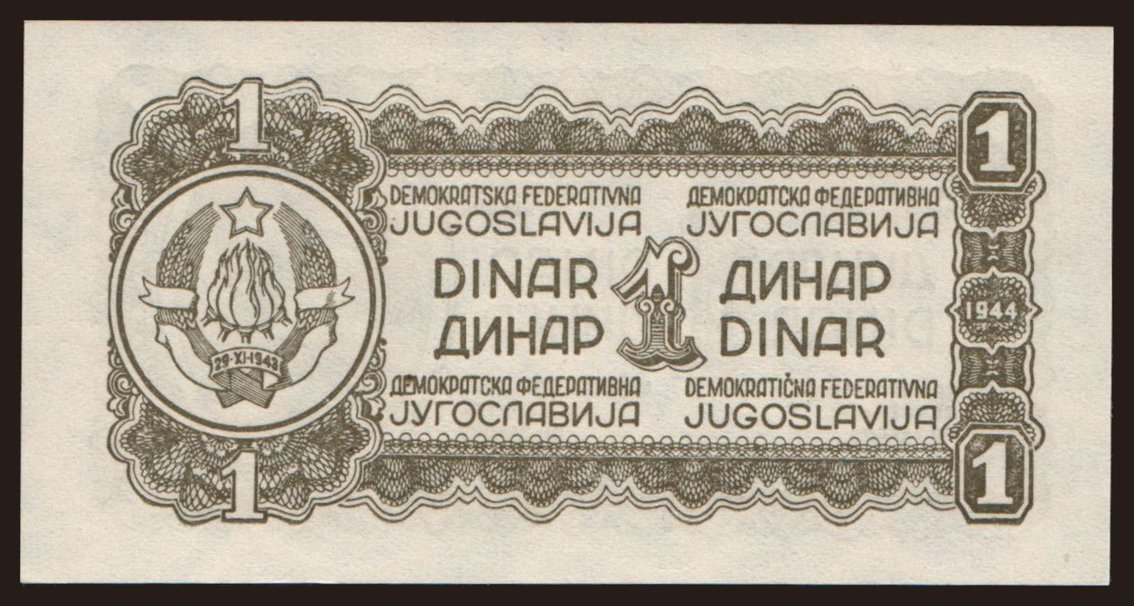 1
1
DEMOKRATSKA FEDERATIVNA
JUGOSLAVIJA
ДЕМОКРАТСКА ФЕДЕРАТИВНА
ЈУГОСЛАВИЈА
DINAR
ДИНАР
1
ДИНАР
DINAR
1944
29·XI·1943
ДЕМОКРАТСКА ФЕДЕРАТИВНА
ЈУГОСЛАВИЈА
DEMOKRATIČNA FEDERATIVNA
JUGOSLAVIJA
1
1